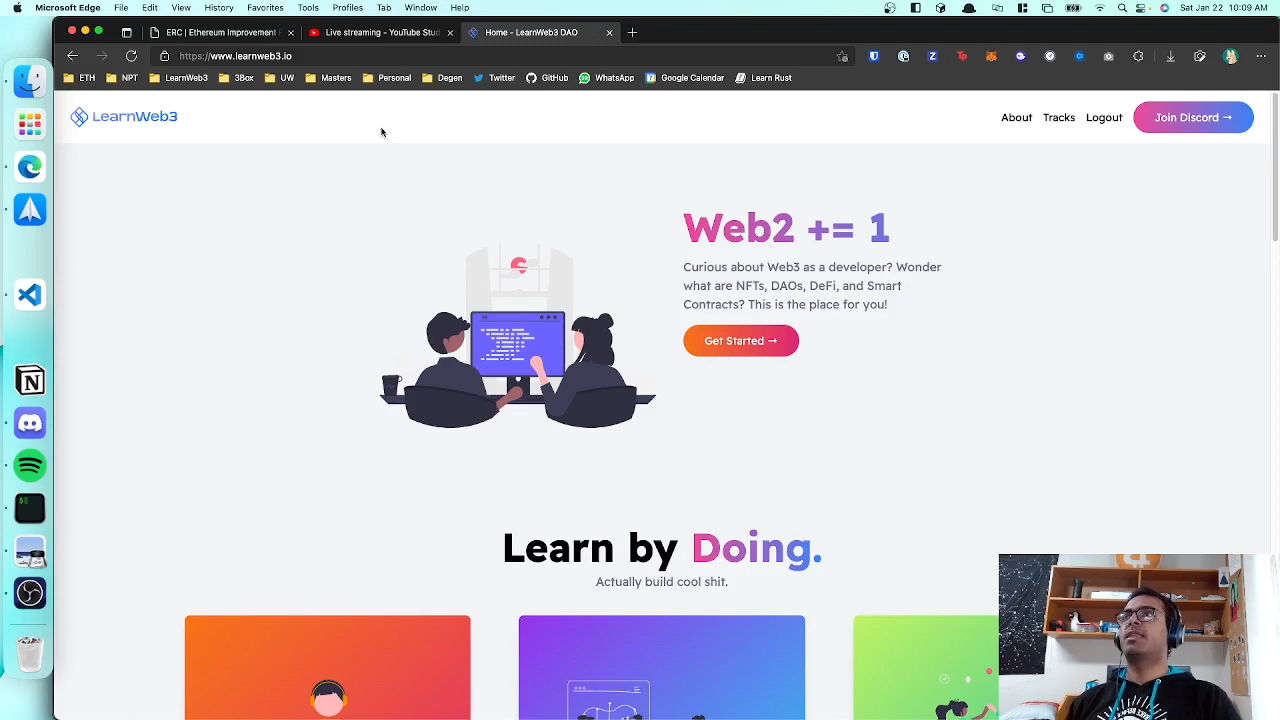 Microsoft Edge File Edit View History Favorites Tools Profiles Tab Window Help
Sat Jan 22 10:09 AM
ERC | Ethereum Improvement
Live streaming - YouTube Stud
Home - LearnWeb3 DAO
https://www.learnweb3.io
ETH NPT LearnWeb3 3Box UW Masters Personal Degen Twitter GitHub WhatsApp Google Calendar Learn Rust
LearnWeb3
About Tracks Logout Join Discord →
Web2 += 1
Curious about Web3 as a developer? Wonder
what are NFTs, DAOs, DeFi, and Smart
Contracts? This is the place for you!
Get Started →
Learn by Doing.
Actually build cool shit.